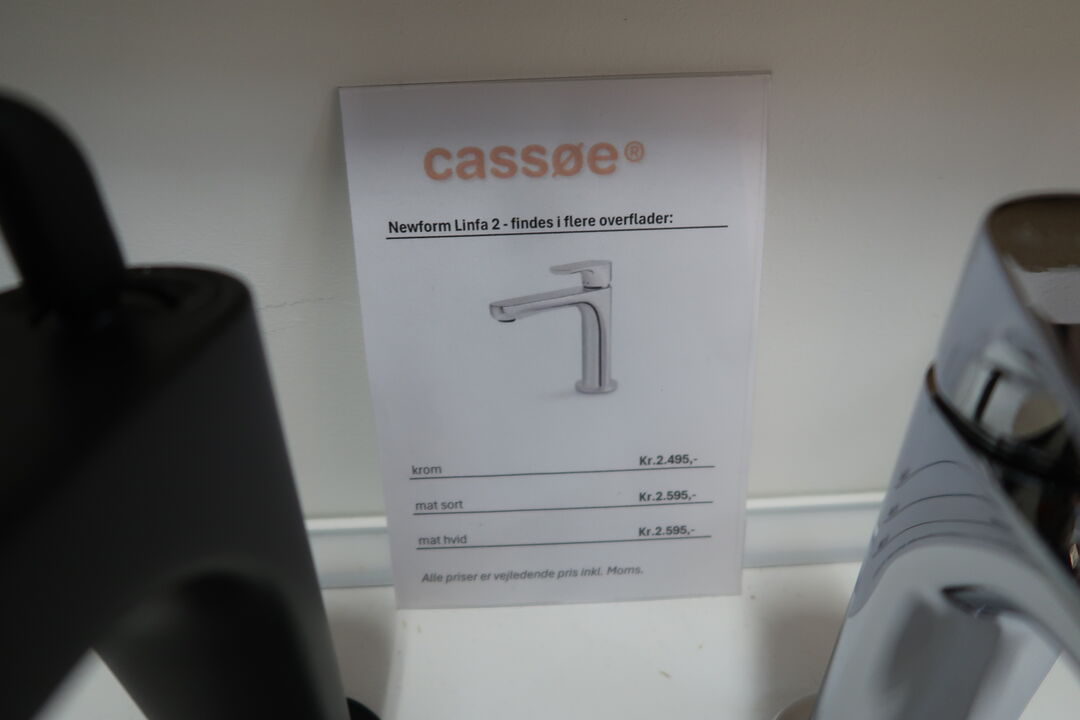 cassøe®
Newform Linfa 2 - findes i flere overflader:
krom Kr.2.495,-
mat sort Kr.2.595,-
mat hvid Kr.2.595,-
Alle priser er vejledende pris inkl. Moms.